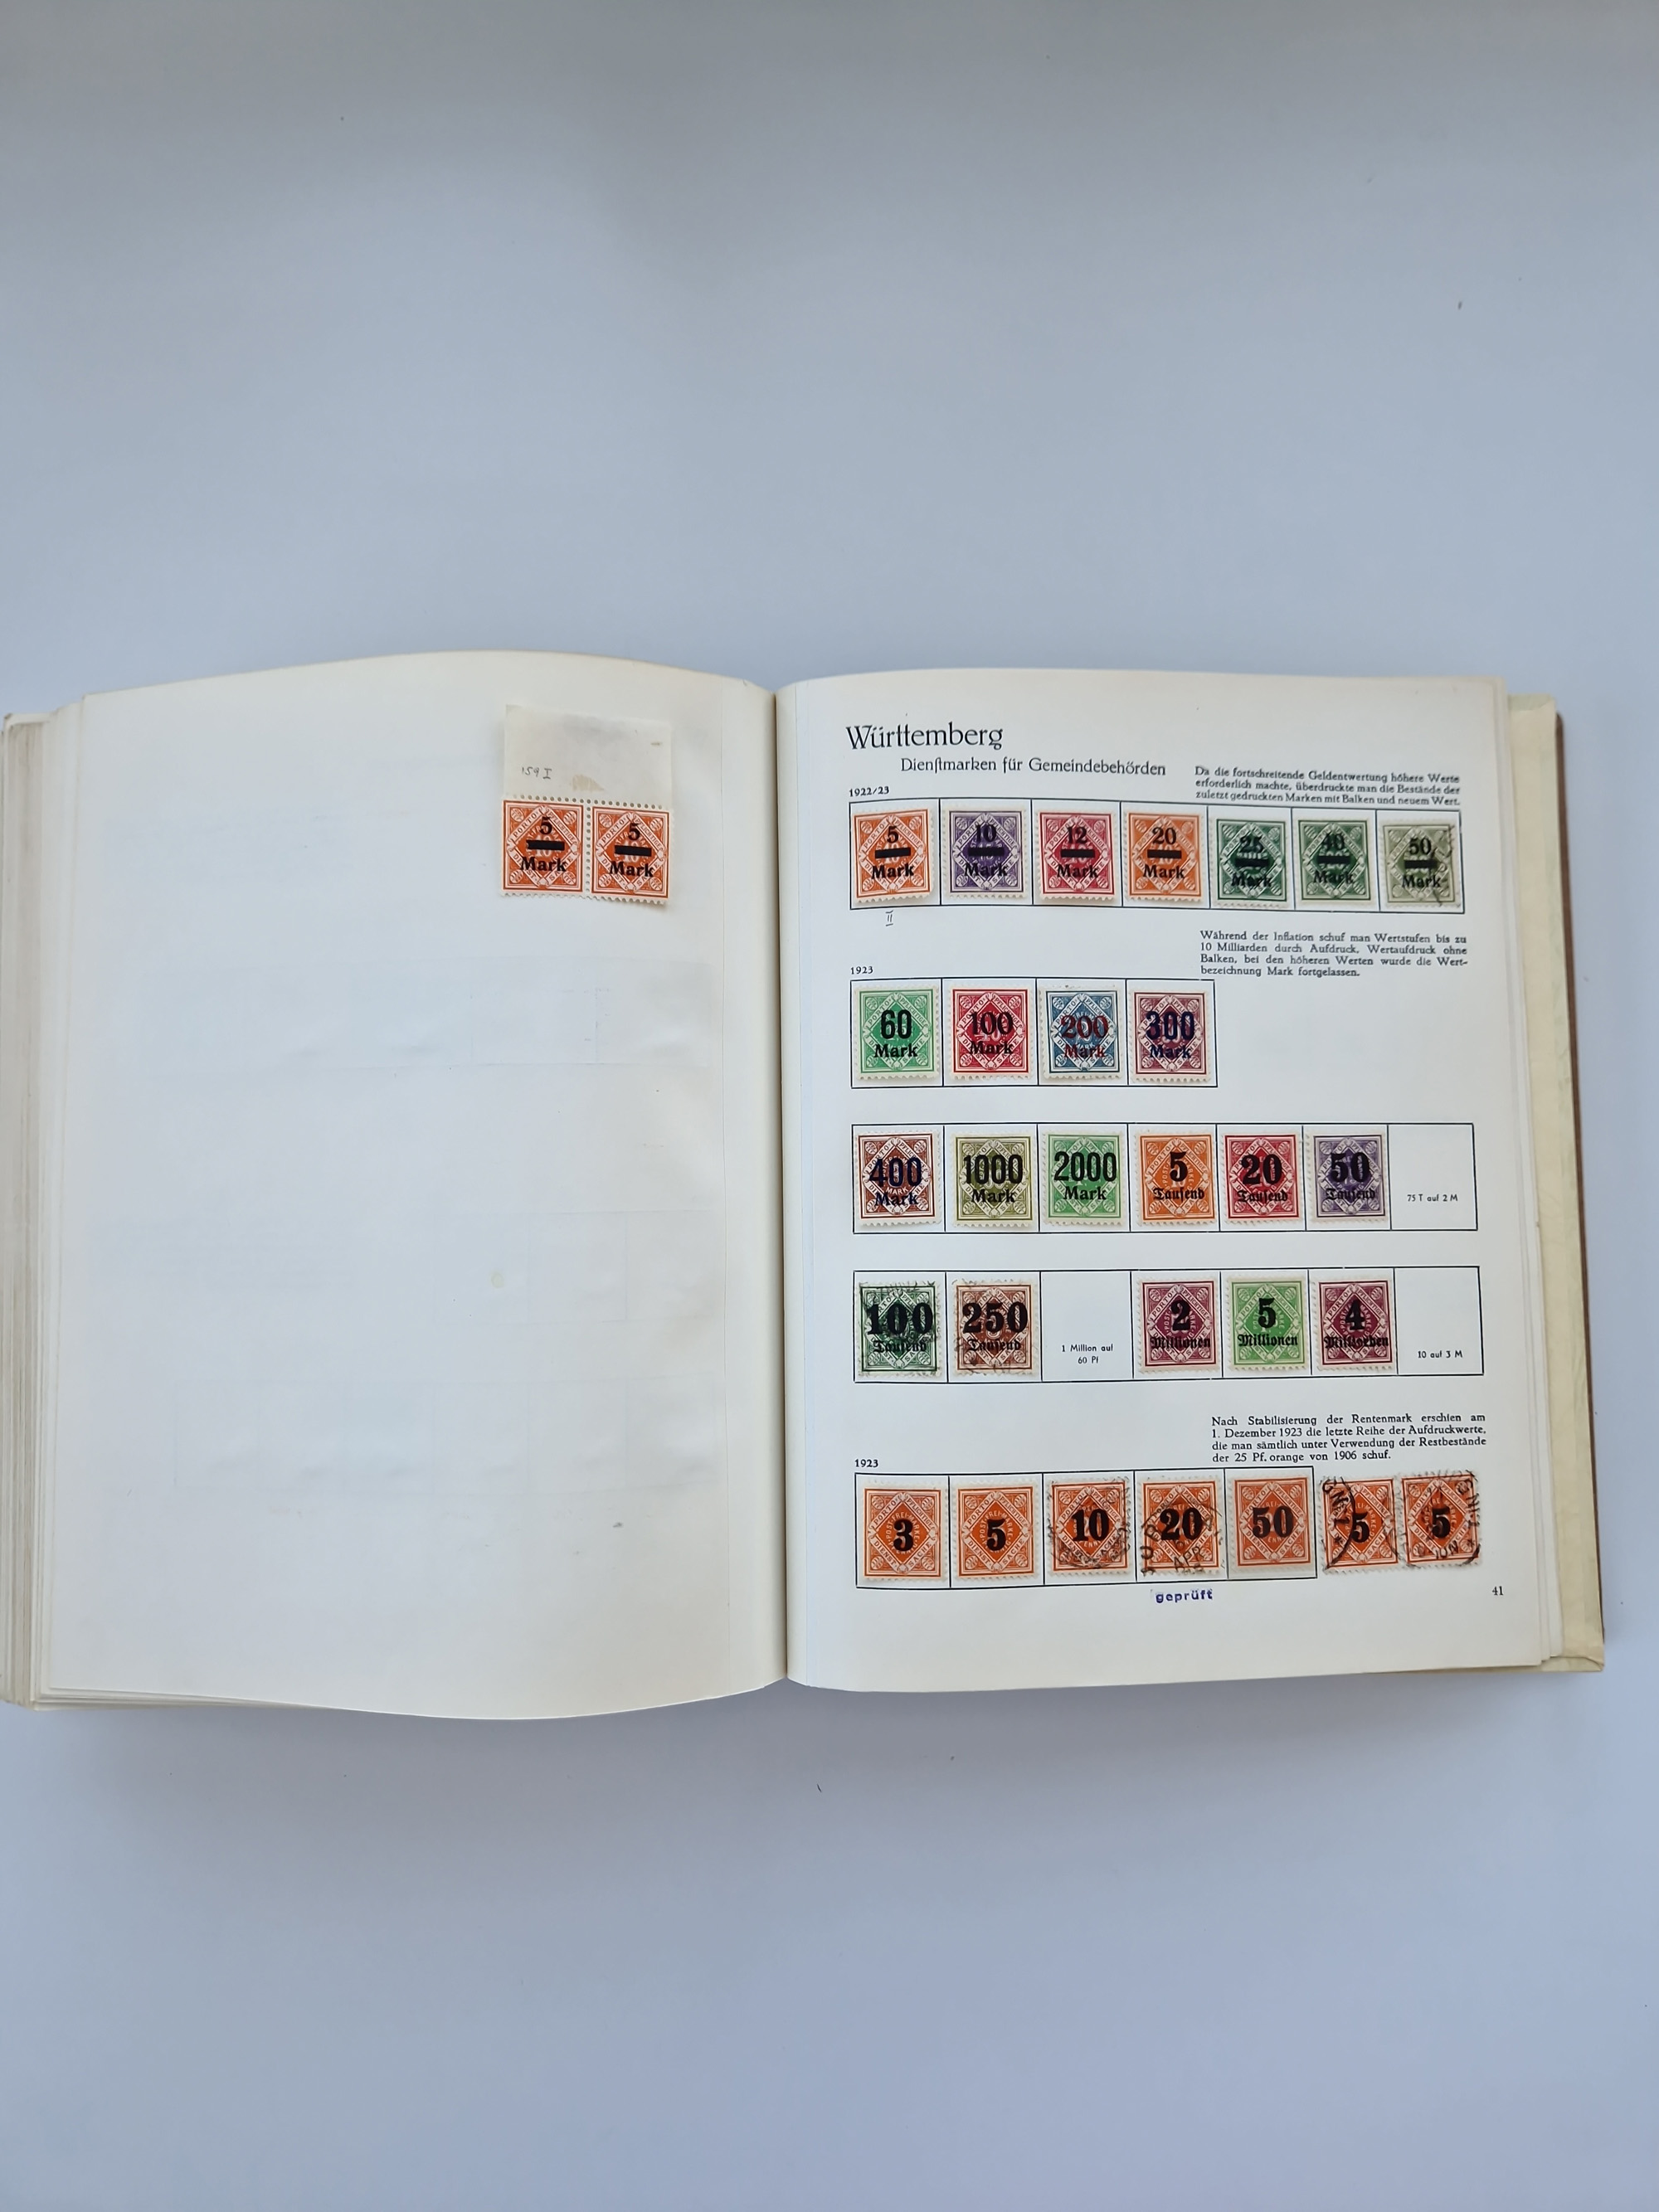 159 I
5 5
Mark Mark
Württemberg
Dienstmarken für Gemeindebehörden
Da die fortschreitende Geldentwertung höhere Werte
erforderlich machte, überdruckte man die Bestände der
zuletzt gedruckten Marken mit Balken und neuem Wert.
1922/23
5 10 12 20 25 40 50
Mark Mark Mark Mark Mark Mark Mark
II
Während der Inflation schuf man Wertstufen bis zu
10 Milliarden durch Aufdruck. Wertaufdruck ohne
Balken, bei den höheren Werten wurde die Wert-
bezeichnung Mark fortgelassen.
1923
60 100 200 300
Mark Mark Mark Mark
400 1000 2000 5 20 50
Mark Mark Mark Tausend Tausend Tausend
75 T auf 2 M
100 250 2 5 4
Tausend Tausend Millionen Millionen Milliarden
1 Million auf
60 Pf
10 auf 3 M
Nach Stabilisierung der Rentenmark erschien am
1. Dezember 1923 die letzte Reihe der Aufdruckwerte,
die man sämtlich unter Verwendung der Restbestände
der 25 Pf. orange von 1906 schuf.
1923
3 5 10 20 50 5 5
APR
JUN
geprüft
41